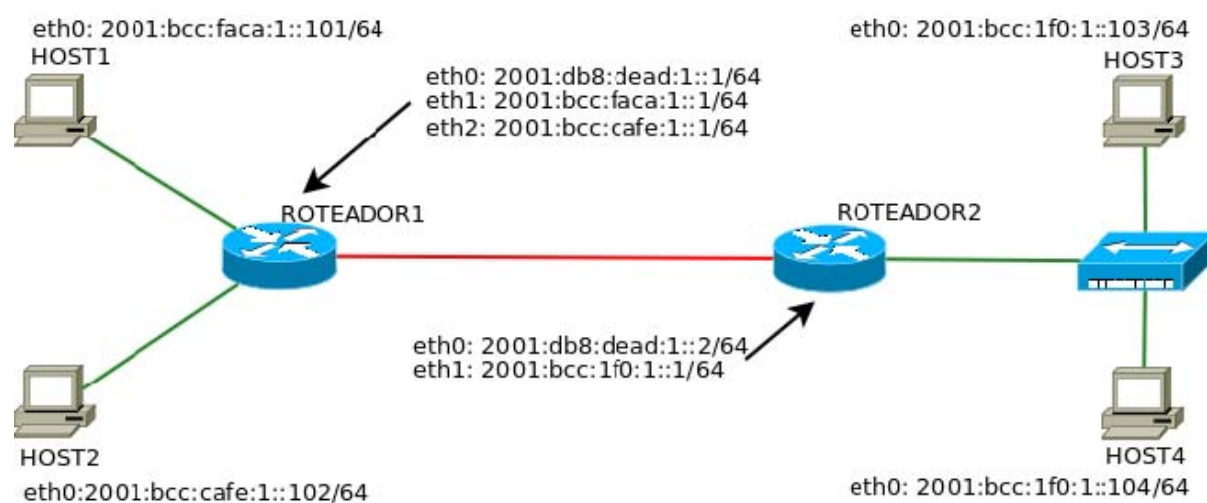 eth0: 2001:bcc:faca:1::101/64
HOST1
eth0: 2001:bcc:1f0:1::103/64
HOST3
eth0: 2001:db8:dead:1::1/64
eth1: 2001:bcc:faca:1::1/64
eth2: 2001:bcc:cafe:1::1/64
ROTEADOR1
ROTEADOR2
eth0: 2001:db8:dead:1::2/64
eth1: 2001:bcc:1f0:1::1/64
HOST2
eth0:2001:bcc:cafe:1::102/64
HOST4
eth0: 2001:bcc:1f0:1::104/64